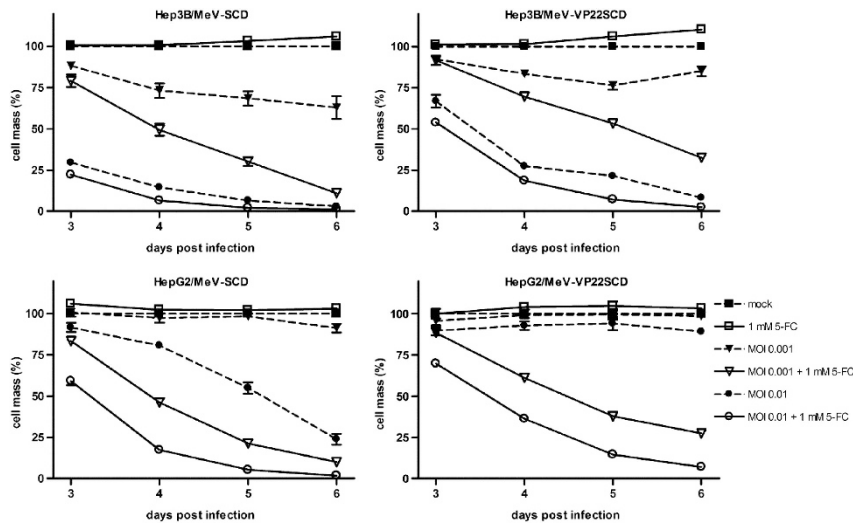 Hep3B/MeV-SCD
Hep3B/MeV-VP22SCD
cell mass (%)
100
75
50
25
0
3 4 5 6
days post infection
cell mass (%)
100
75
50
25
0
3 4 5 6
days post infection
HepG2/MeV-SCD
HepG2/MeV-VP22SCD
cell mass (%)
100
75
50
25
0
3 4 5 6
days post infection
cell mass (%)
100
75
50
25
0
3 4 5 6
days post infection
mock
1 mM 5-FC
MOI 0.001
MOI 0.001 + 1 mM 5-FC
MOI 0.01
MOI 0.01 + 1 mM 5-FC